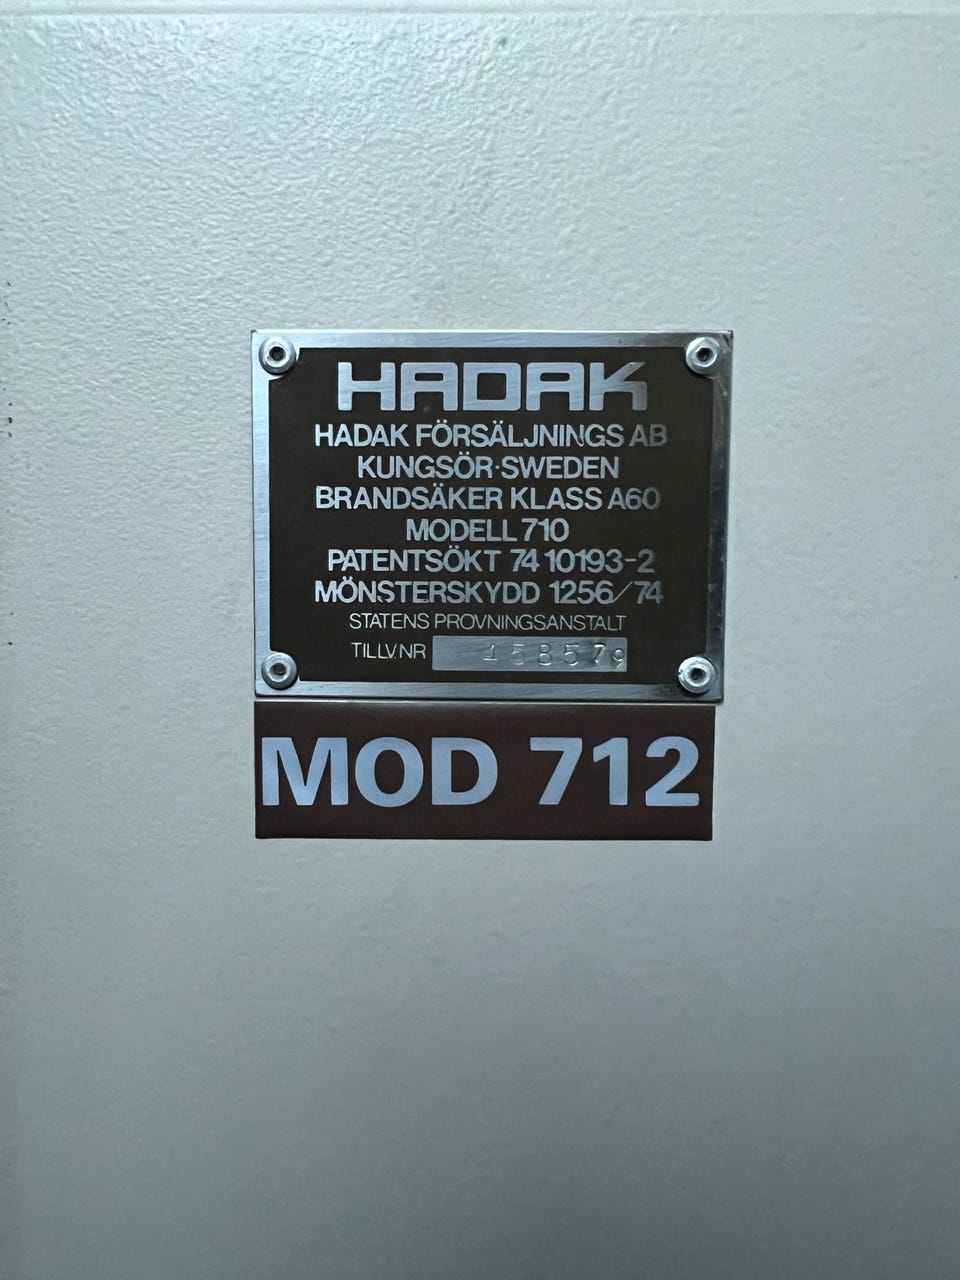 HADAK
HADAK FÖRSÄLJNINGS AB
KUNGSÖR·SWEDEN
BRANDSÄKER KLASS A60
MODELL 710
PATENTSÖKT 74 10193-2
MÖNSTERSKYDD 1256/74
STATENS PROVNINGSANSTALT
TILLV.NR 158579
MOD 712